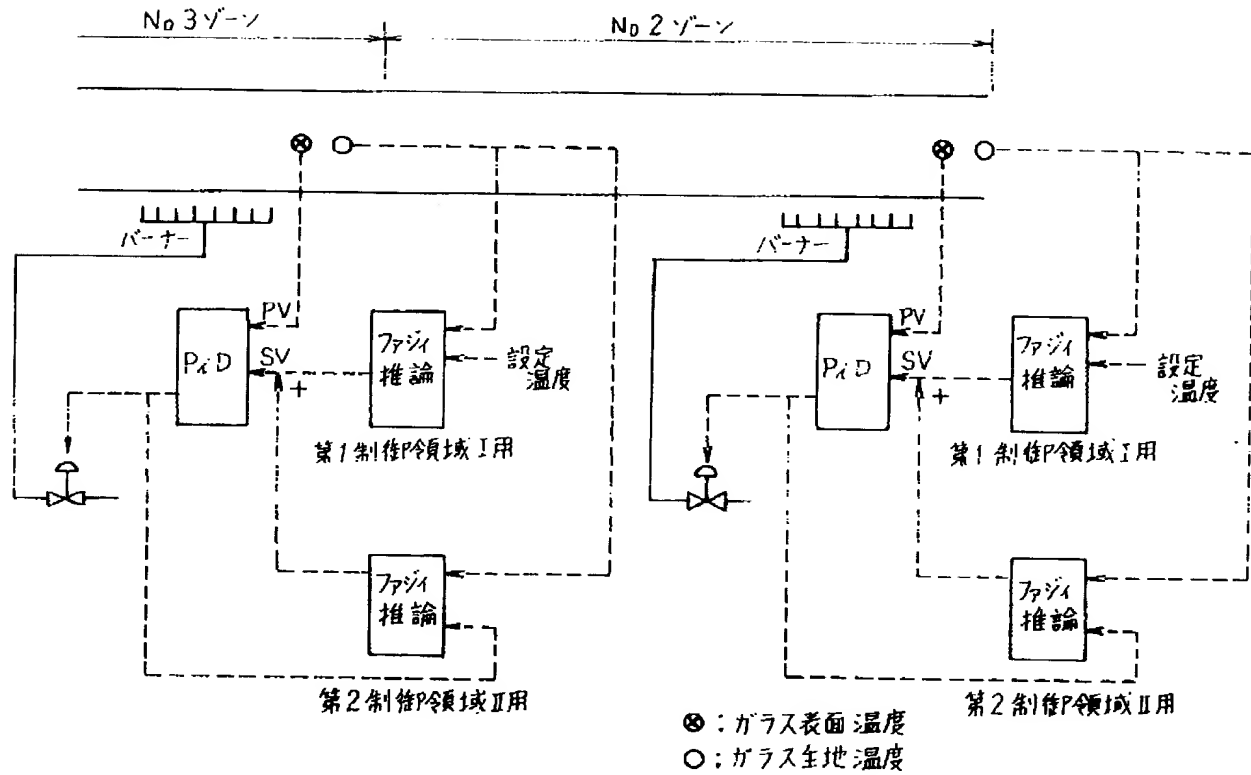 No 3 ゾーン
No 2 ゾーン
バーナー
PV
PiD
SV
+
ファジィ
推論
設定
温度
第1制御領域I用
ファジィ
推論
第2制御領域II用
バーナー
PV
PiD
SV
+
ファジィ
推論
設定
温度
第1制御領域I用
ファジィ
推論
第2制御領域II用
⊗:ガラス表面温度
○;ガラス生地温度